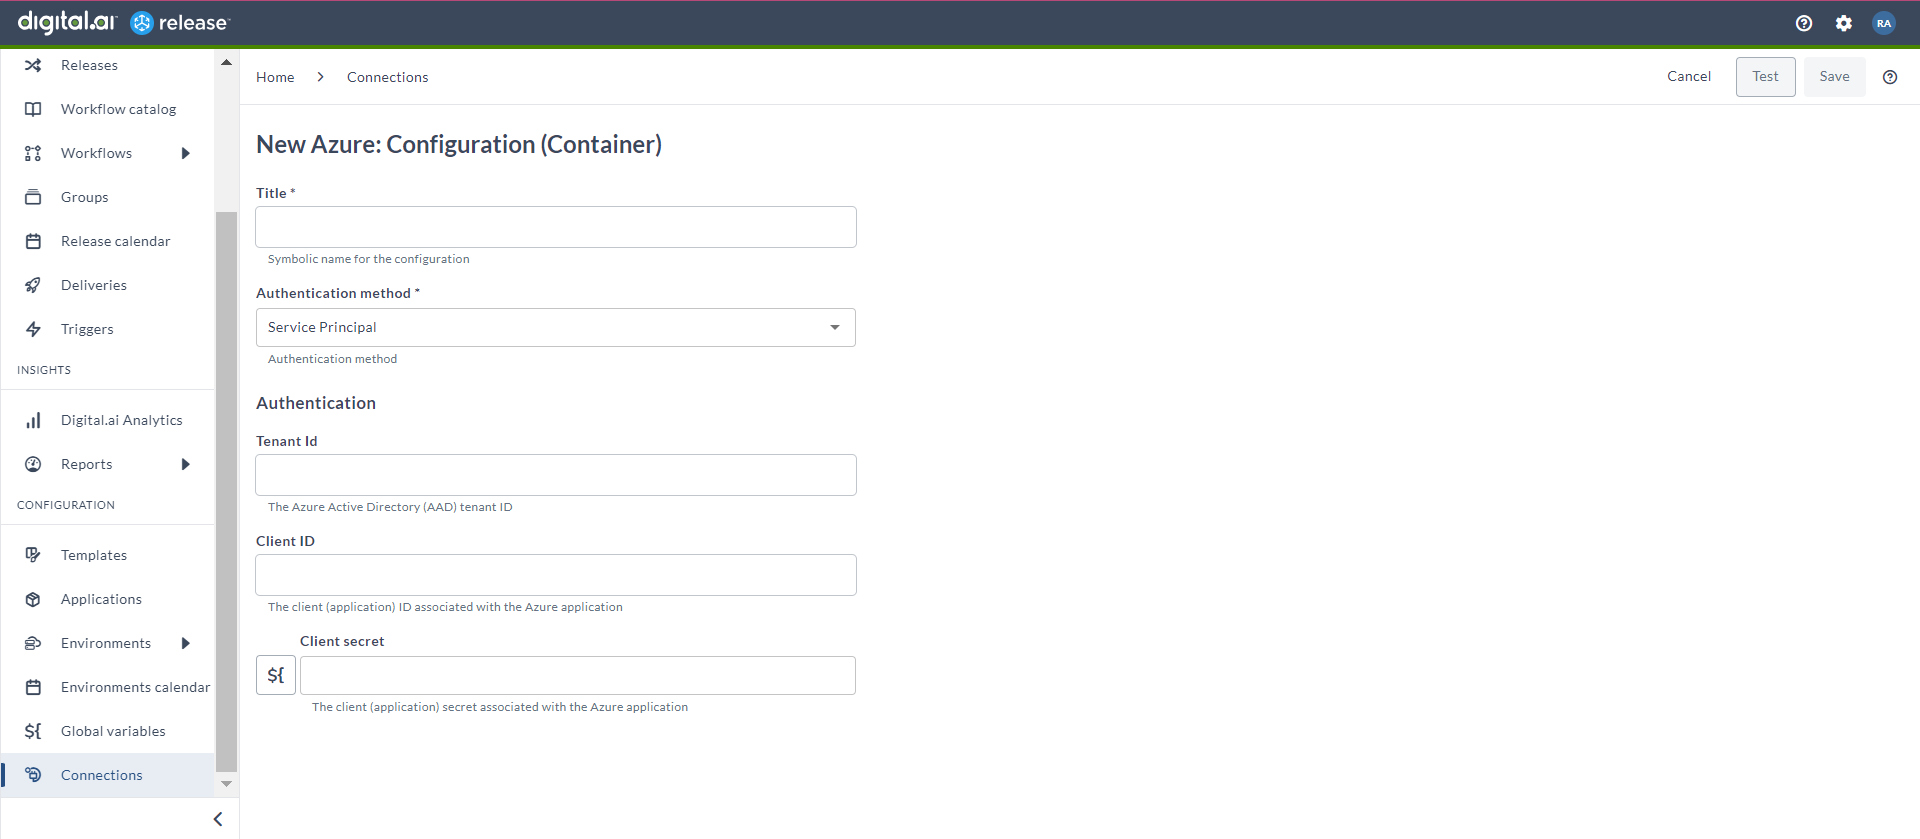 digital.ai release
RA
Releases
Workflow catalog
Workflows
Groups
Release calendar
Deliveries
Triggers
INSIGHTS
Digital.ai Analytics
Reports
CONFIGURATION
Templates
Applications
Environments
Environments calendar
${ Global variables
Connections
Home > Connections
Cancel Test Save
New Azure: Configuration (Container)
Title *
Symbolic name for the configuration
Authentication method *
Service Principal
Authentication method
Authentication
Tenant Id
The Azure Active Directory (AAD) tenant ID
Client ID
The client (application) ID associated with the Azure application
Client secret
${
The client (application) secret associated with the Azure application